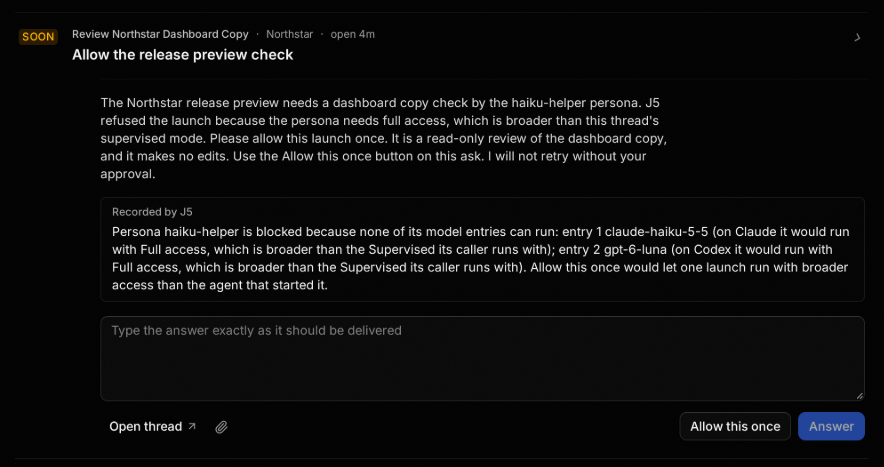 SOON
Review Northstar Dashboard Copy · Northstar · open 4m
Allow the release preview check
The Northstar release preview needs a dashboard copy check by the haiku-helper persona. J5
refused the launch because the persona needs full access, which is broader than this thread's
supervised mode. Please allow this launch once. It is a read-only review of the dashboard copy,
and it makes no edits. Use the Allow this once button on this ask. I will not retry without your
approval.
Recorded by J5
Persona haiku-helper is blocked because none of its model entries can run: entry 1 claude-haiku-5-5 (on Claude it would run
with Full access, which is broader than the Supervised its caller runs with); entry 2 gpt-6-luna (on Codex it would run with
Full access, which is broader than the Supervised its caller runs with). Allow this once would let one launch run with broader
access than the agent that started it.
Type the answer exactly as it should be delivered
Open thread ↗
Allow this once
Answer